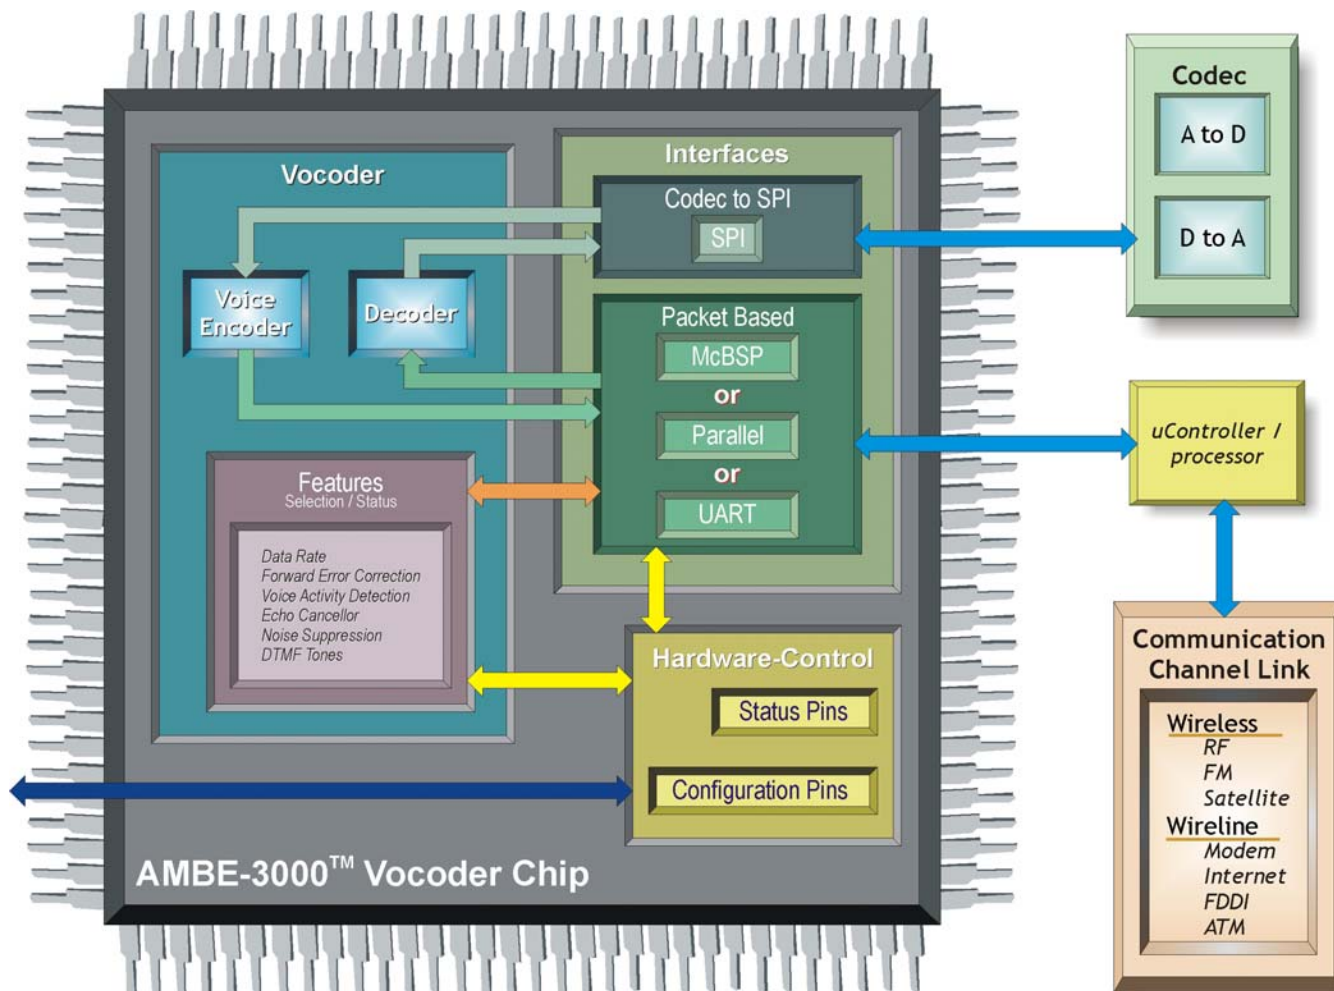 Vocoder
Voice
Encoder
Decoder
Features
Selection / Status
Data Rate
Forward Error Correction
Voice Activity Detection
Echo Cancellor
Noise Suppression
DTMF Tones
Interfaces
Codec to SPI
SPI
Packet Based
McBSP
or
Parallel
or
UART
Hardware-Control
Status Pins
Configuration Pins
AMBE-3000™ Vocoder Chip
Codec
A to D
D to A
uController /
processor
Communication
Channel Link
Wireless
RF
FM
Satellite
Wireline
Modem
Internet
FDDI
ATM